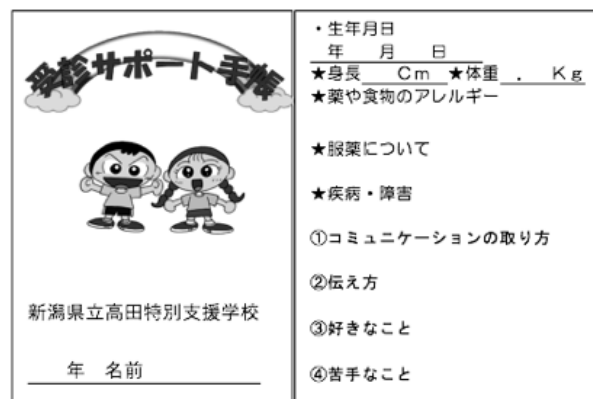 受診サポート手帳
新潟県立高田特別支援学校
年 名前
・生年月日
年 月 日
★身長 Cm ★体重 . Kg
★薬や食物のアレルギー
★服薬について
★疾病・障害
①コミュニケーションの取り方
②伝え方
③好きなこと
④苦手なこと